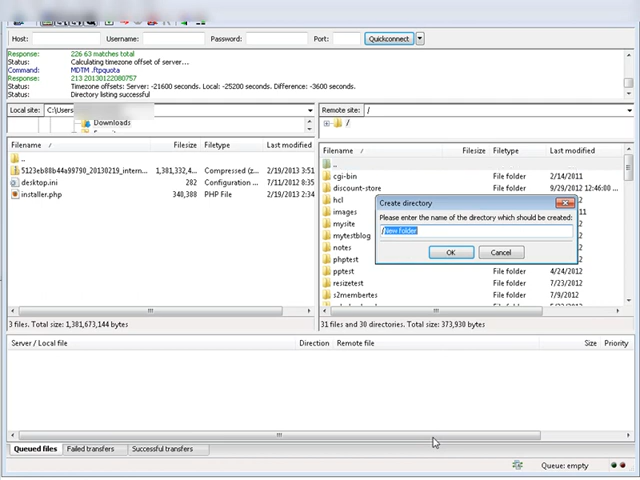 Host: Username: Password: Port: Quickconnect
Response: 226 63 matches total
Status: Calculating timezone offset of server...
Command: MDTM .ftpquota
Response: 213 20130122080757
Status: Timezone offsets: Server: -21600 seconds. Local: -25200 seconds. Difference: -3600 seconds.
Status: Directory listing successful
Local site: C:\Users
Downloads
Remote site: /
/
Filename Filesize Filetype Last modified
..
5123eb88b44a99790_20130219_intern... 1,381,332,4... Compressed (z... 2/19/2013 3:51
desktop.ini 282 Configuration ... 7/11/2012 8:35
installer.php 340,388 PHP File 2/19/2013 2:34
3 files. Total size: 1,381,673,144 bytes
Filename Filesize Filetype Last modified
..
cgi-bin File folder 2/14/2011
discount-store File folder 9/29/2012 12:46:00 ...
hcl
images
mysite
mytestblog
notes
phptest
pptest File folder 4/24/2012
resizetest File folder 7/23/2012
s2membertes File folder 7/9/2012
31 files and 30 directories. Total size: 373,930 bytes
Create directory
Please enter the name of the directory which should be created:
/New folder
OK Cancel
Server / Local file Direction Remote file Size Priority
Queued files Failed transfers Successful transfers
Queue: empty